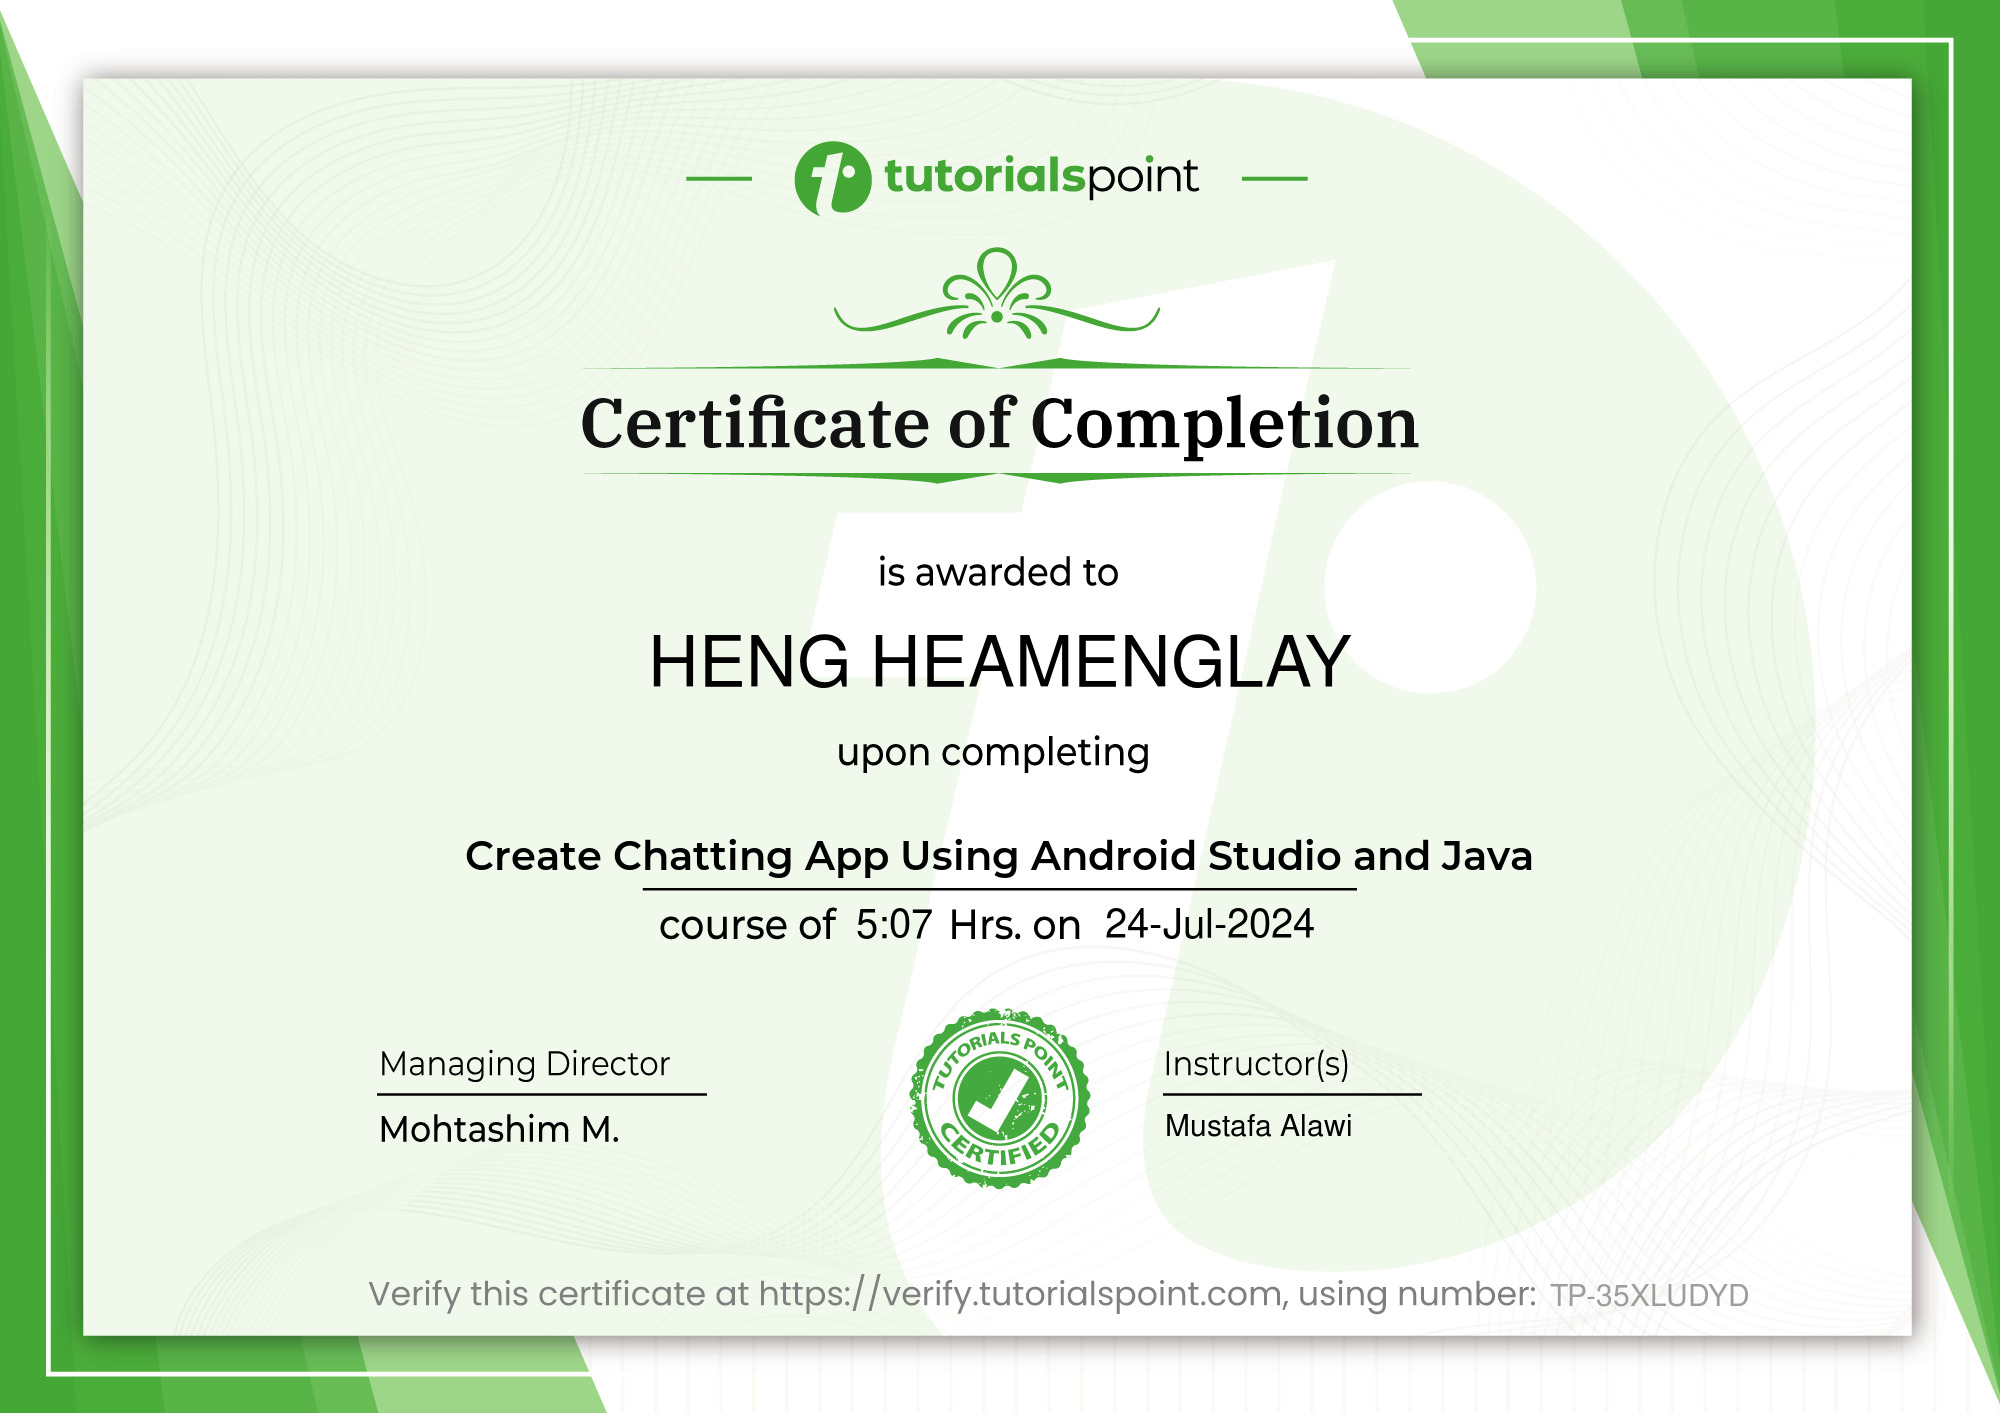 tutorialspoint
Certificate of Completion
is awarded to
HENG HEAMENGLAY
upon completing
Create Chatting App Using Android Studio and Java
course of 5:07 Hrs. on 24-Jul-2024
Managing Director
Mohtashim M.
TUTORIALS POINT
CERTIFIED
Instructor(s)
Mustafa Alawi
Verify this certificate at https://verify.tutorialspoint.com, using number: TP-35XLUDYD